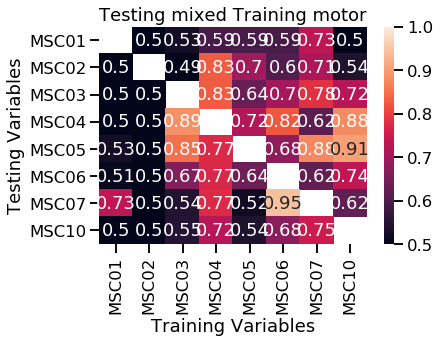 Testing mixed Training motor
Testing Variables
MSC01 0.5 0.53 0.59 0.59 0.59 0.73 0.5
MSC02 0.5 0.49 0.83 0.7 0.6 0.71 0.54
MSC03 0.5 0.5 0.83 0.64 0.7 0.78 0.72
MSC04 0.5 0.5 0.89 0.72 0.82 0.62 0.88
MSC05 0.53 0.5 0.85 0.77 0.68 0.88 0.91
MSC06 0.51 0.5 0.67 0.77 0.64 0.62 0.74
MSC07 0.73 0.5 0.54 0.77 0.52 0.95 0.62
MSC10 0.5 0.5 0.55 0.72 0.54 0.68 0.75
MSC01 MSC02 MSC03 MSC04 MSC05 MSC06 MSC07 MSC10
Training Variables
1.0
0.9
0.8
0.7
0.6
0.5